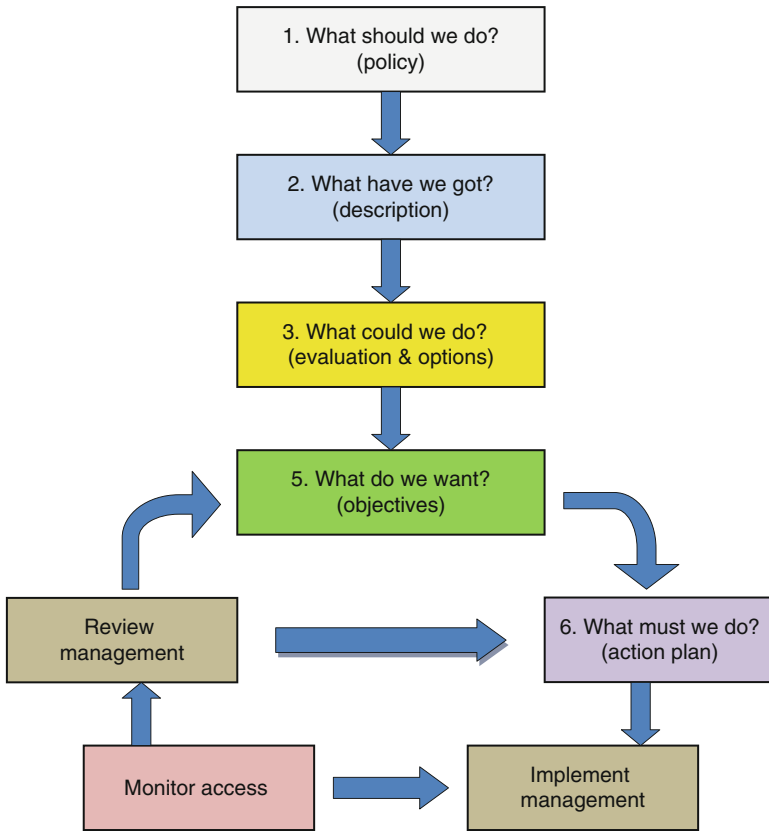 1. What should we do?
(policy)
2. What have we got?
(description)
3. What could we do?
(evaluation & options)
5. What do we want?
(objectives)
Review
management
6. What must we do?
(action plan)
Monitor access
Implement
management